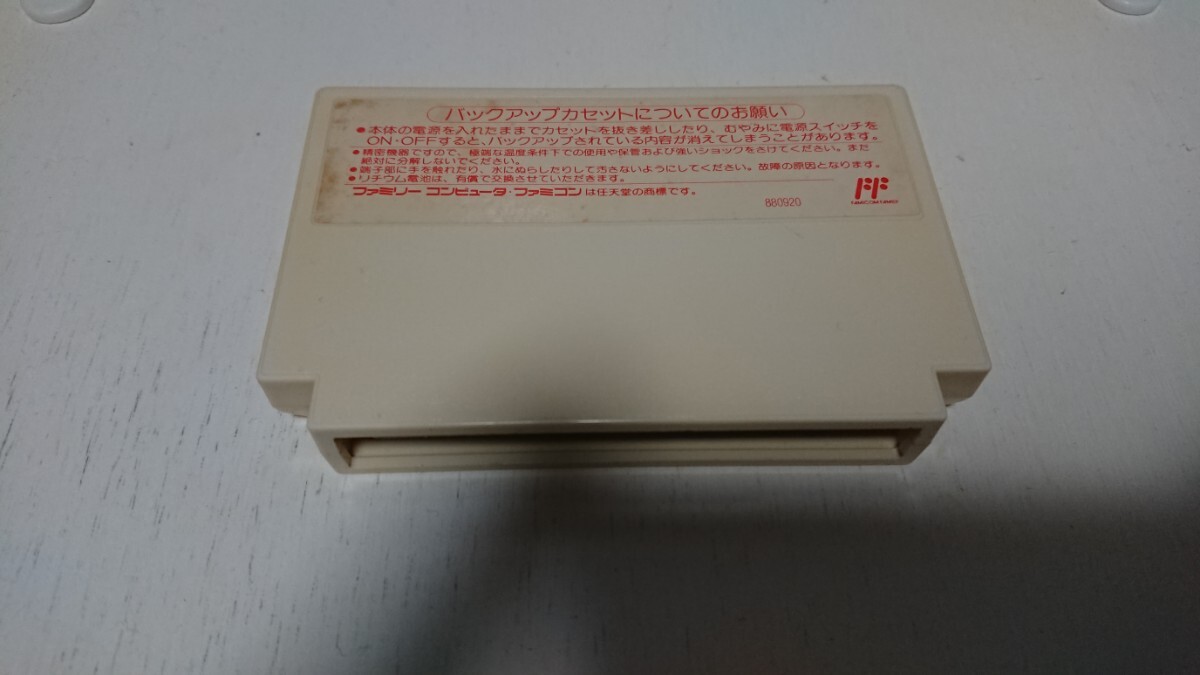 バックアップカセットについてのお願い
●本体の電源を入れたままでカセットを抜き差ししたり、むやみに電源スイッチを
ON・OFFすると、バックアップされている内容が消えてしまうことがあります。
●精密機器ですので、極端な温度条件下での使用や保管および強いショックをさけてください。また
絶対に分解しないでください。
●端子部に手を触れたり、水にぬらしたりして汚さないようにしてください。故障の原因となります。
●リチウム電池は、有償で交換させていただきます。
ファミリーコンピュータ・ファミコンは任天堂の商標です。
880920